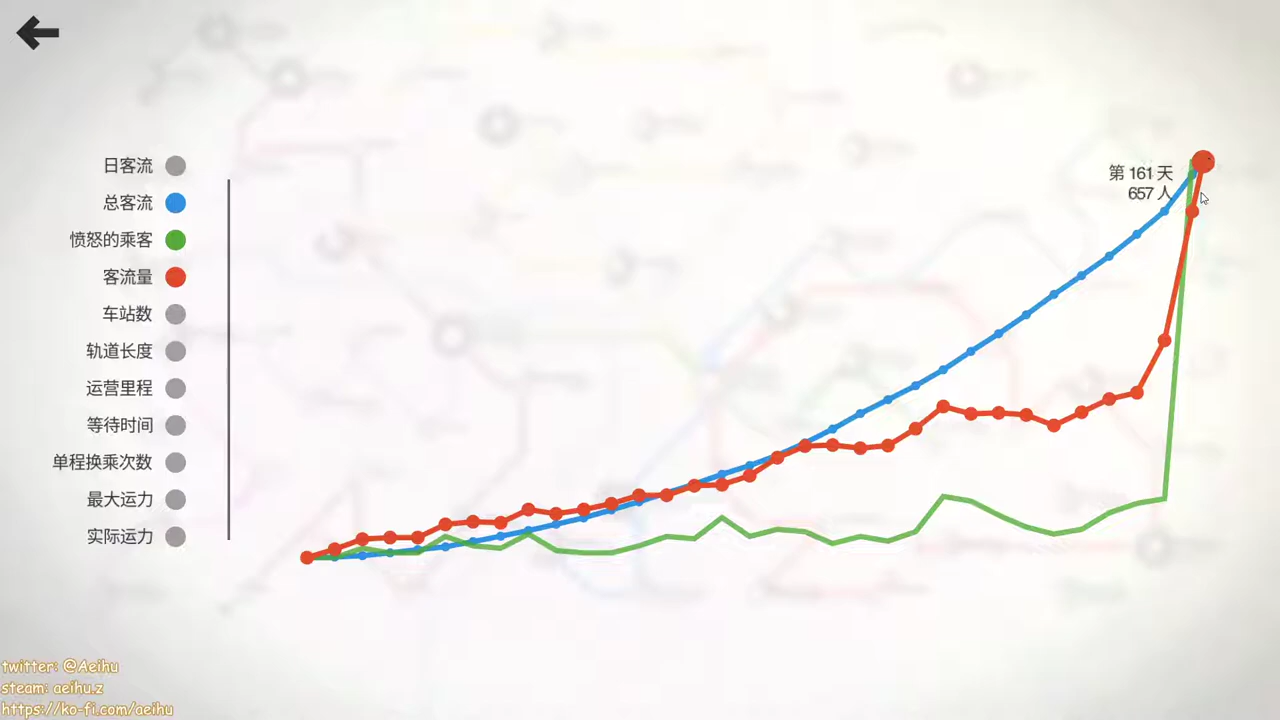 日客流
总客流
愤怒的乘客
客流量
车站数
轨道长度
运营里程
等待时间
单程换乘次数
最大运力
实际运力
第 161 天
657 人
twitter: @Aeihu
steam: aeihu.z
https://ko-fi.com/aeihu